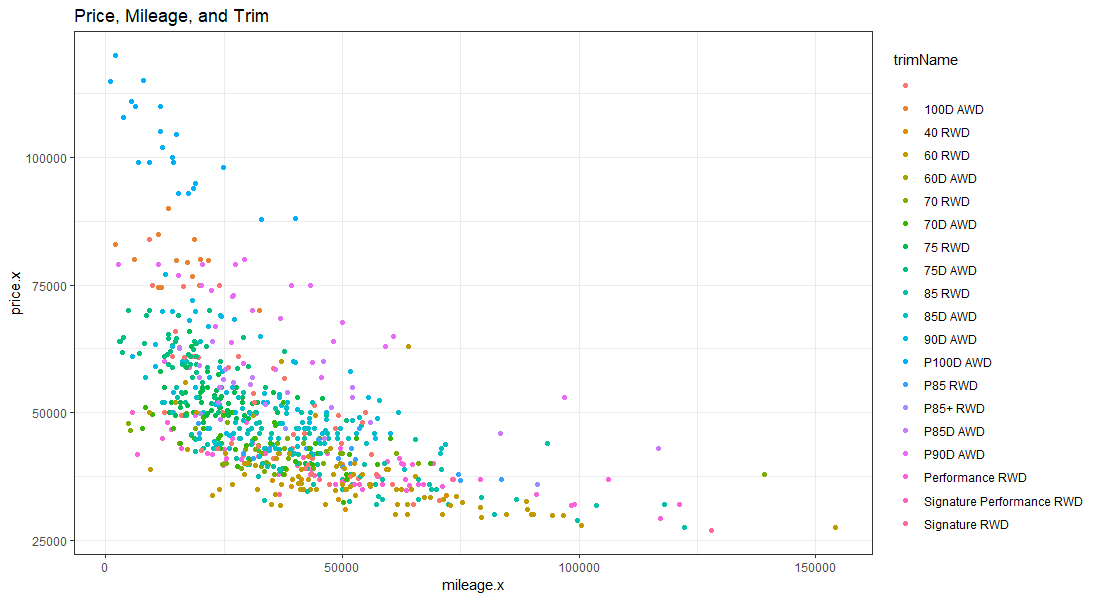 Price, Mileage, and Trim
price.x
100000
75000
50000
25000
0
50000
100000
150000
mileage.x
trimName
100D AWD
40 RWD
60 RWD
60D AWD
70 RWD
70D AWD
75 RWD
75D AWD
85 RWD
85D AWD
90D AWD
P100D AWD
P85 RWD
P85+ RWD
P85D AWD
P90D AWD
Performance RWD
Signature Performance RWD
Signature RWD